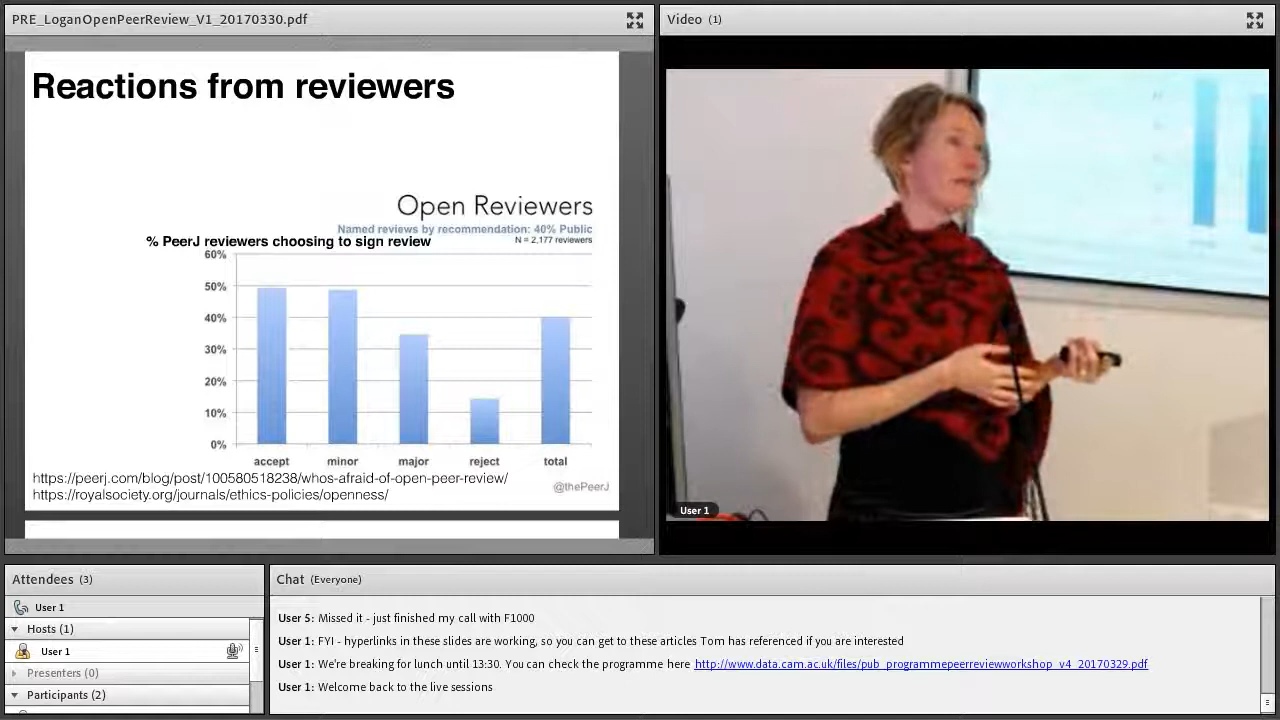 PRE_LoganOpenPeerReview_V1_20170330.pdf
Reactions from reviewers
Open Reviewers
Named reviews by recommendation: 40% Public
% PeerJ reviewers choosing to sign review
N = 2,177 reviewers
60%
50%
40%
30%
20%
10%
0%
accept minor major reject total
https://peerj.com/blog/post/100580518238/whos-afraid-of-open-peer-review/
https://royalsociety.org/journals/ethics-policies/openness/
@thePeerJ
Video (1)
User 1
Attendees (3)
User 1
Hosts (1)
User 1
Presenters (0)
Participants (2)
Chat (Everyone)
User 5: Missed it - just finished my call with F1000
User 1: FYI - hyperlinks in these slides are working, so you can get to these articles Tom has referenced if you are interested
User 1: We're breaking for lunch until 13:30. You can check the programme here http://www.data.cam.ac.uk/files/pub_programmepeerreviewworkshop_v4_20170329.pdf
User 1: Welcome back to the live sessions